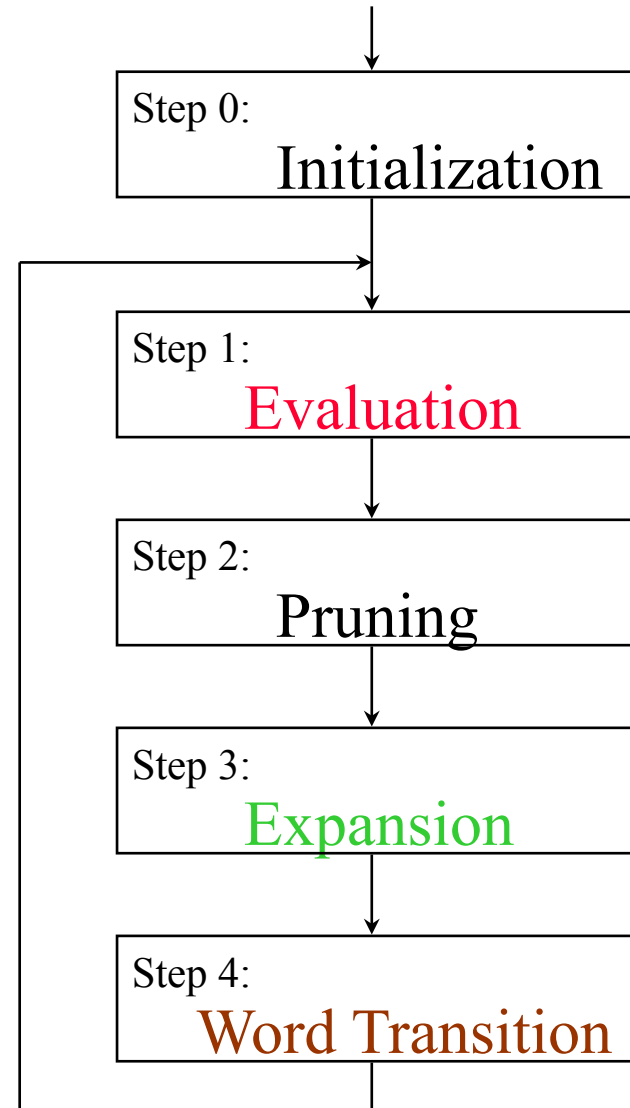 Step 0:
Initialization
Step 1:
Evaluation
Step 2:
Pruning
Step 3:
Expansion
Step 4:
Word Transition